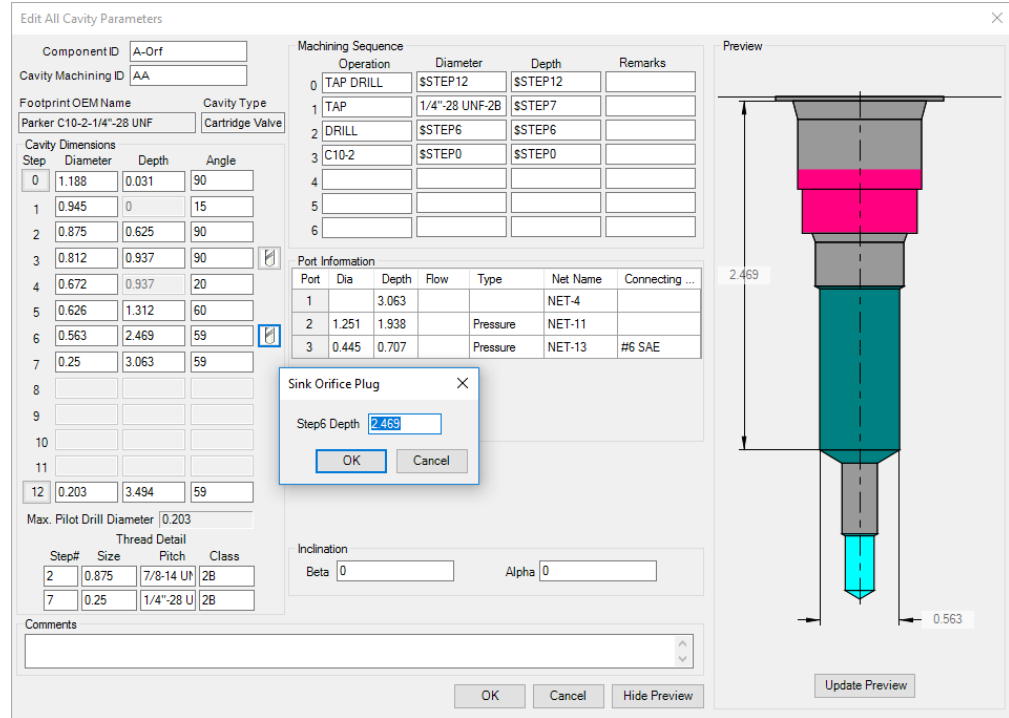 Edit All Cavity Parameters
Component ID A-Orf
Cavity Machining ID AA
Footprint OEM Name Cavity Type
Parker C10-2-1/4"-28 UNF Cartridge Valve
Cavity Dimensions
Step Diameter Depth Angle
0 1.188 0.031 90
1 0.945 0 15
2 0.875 0.625 90
3 0.812 0.937 90
4 0.672 0.937 20
5 0.626 1.312 60
6 0.563 2.469 59
7 0.25 3.063 59
8
9
10
11
12 0.203 3.494 59
Max. Pilot Drill Diameter 0.203
Thread Detail
Step# Size Pitch Class
2 0.875 7/8-14 UN 2B
7 0.25 1/4"-28 U 2B
Machining Sequence
Operation Diameter Depth Remarks
0 TAP DRILL $STEP12 $STEP12
1 TAP 1/4"-28 UNF-2B $STEP7
2 DRILL $STEP6 $STEP6
3 C10-2 $STEP0 $STEP0
4
5
6
Port Information
Port Dia Depth Flow Type Net Name Connecting ...
1 3.063 NET-4
2 1.251 1.938 Pressure NET-11
3 0.445 0.707 Pressure NET-13 #6 SAE
Sink Orifice Plug
Step6 Depth 2.469
OK Cancel
Inclination
Beta 0 Alpha 0
Comments
OK Cancel Hide Preview
Preview
2.469
0.563
Update Preview